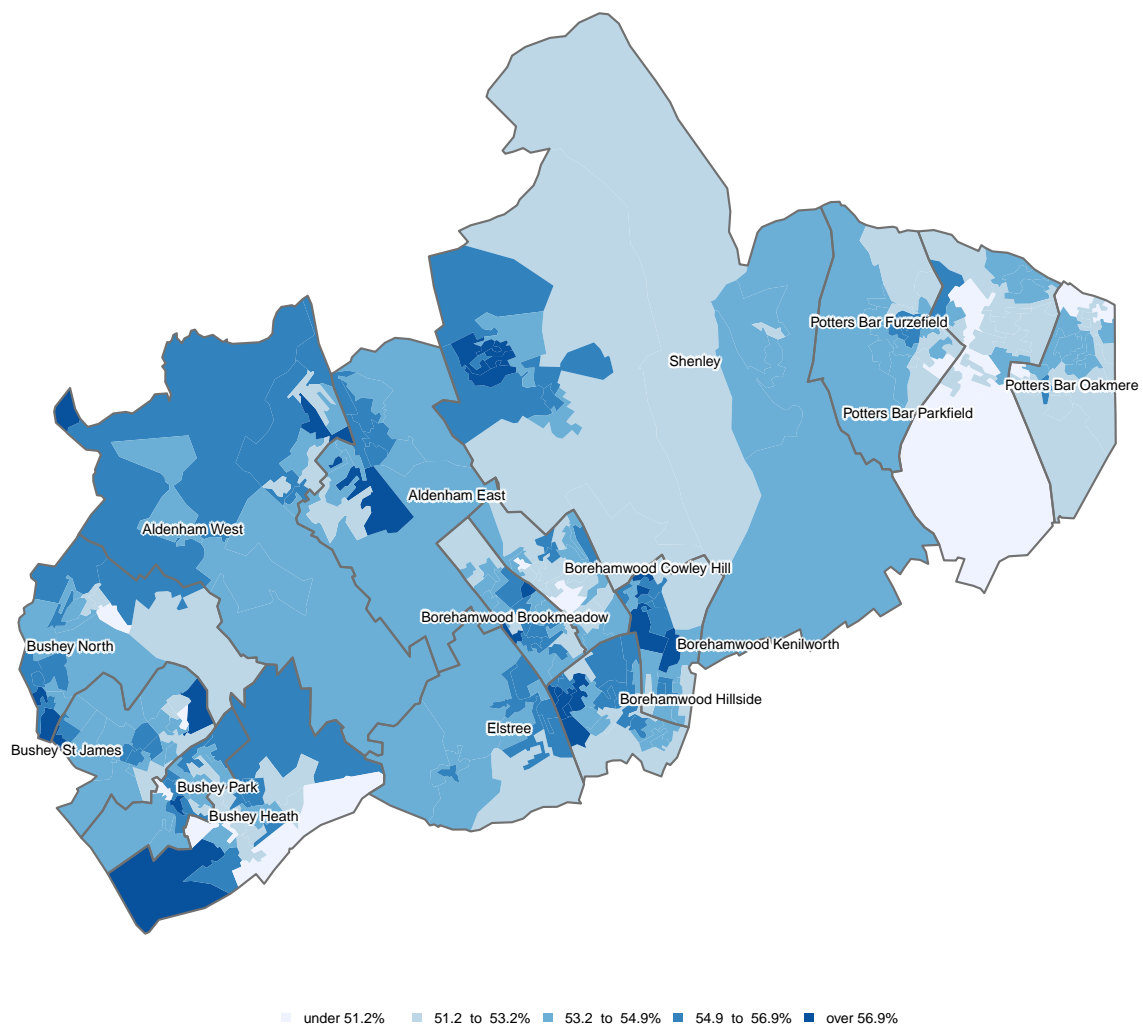 Potters Bar Furzefield
Shenley
Potters Bar Oakmere
Potters Bar Parkfield
Aldenham East
Aldenham West
Borehamwood Cowley Hill
Borehamwood Brookmeadow
Bushey North
Borehamwood Kenilworth
Borehamwood Hillside
Elstree
Bushey St James
Bushey Park
Bushey Heath
under 51.2% 51.2 to 53.2% 53.2 to 54.9% 54.9 to 56.9% over 56.9%